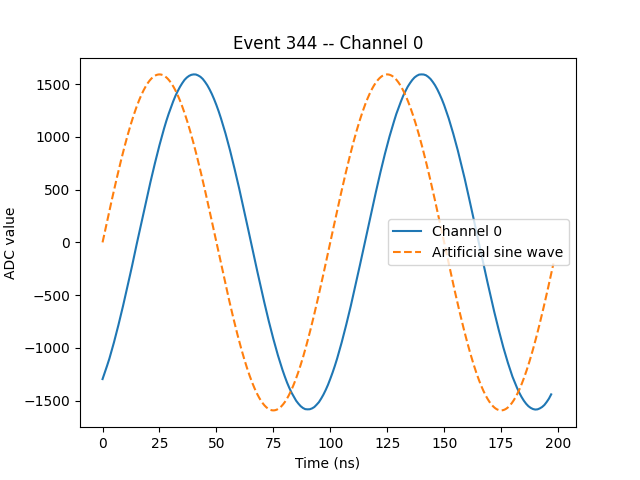 Event 344 -- Channel 0
ADC value
1500
1000
500
0
−500
−1000
−1500
Channel 0
Artificial sine wave
0 25 50 75 100 125 150 175 200
Time (ns)